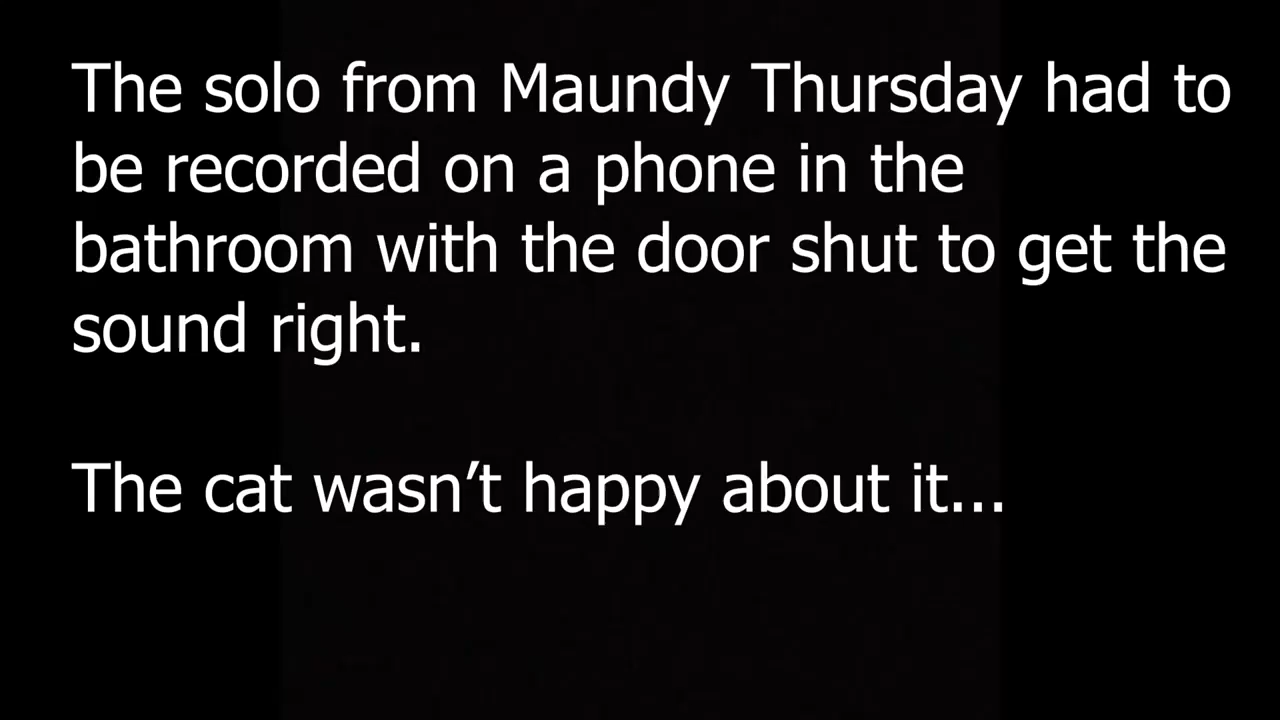 The solo from Maundy Thursday had to
be recorded on a phone in the
bathroom with the door shut to get the
sound right.
The cat wasn’t happy about it...